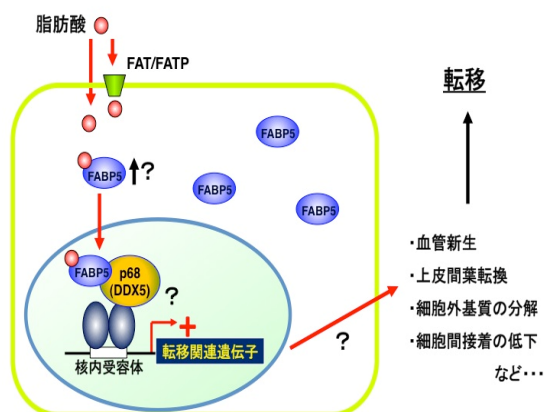 脂肪酸
FAT/FATP
転移
FABP5
FABP5 ?
FABP5
FABP5
・血管新生
・上皮間葉転換
・細胞外基質の分解
・細胞間接着の低下
など・・・
FABP5
p68
(DDX5)
?
+
?
核内受容体
転移関連遺伝子